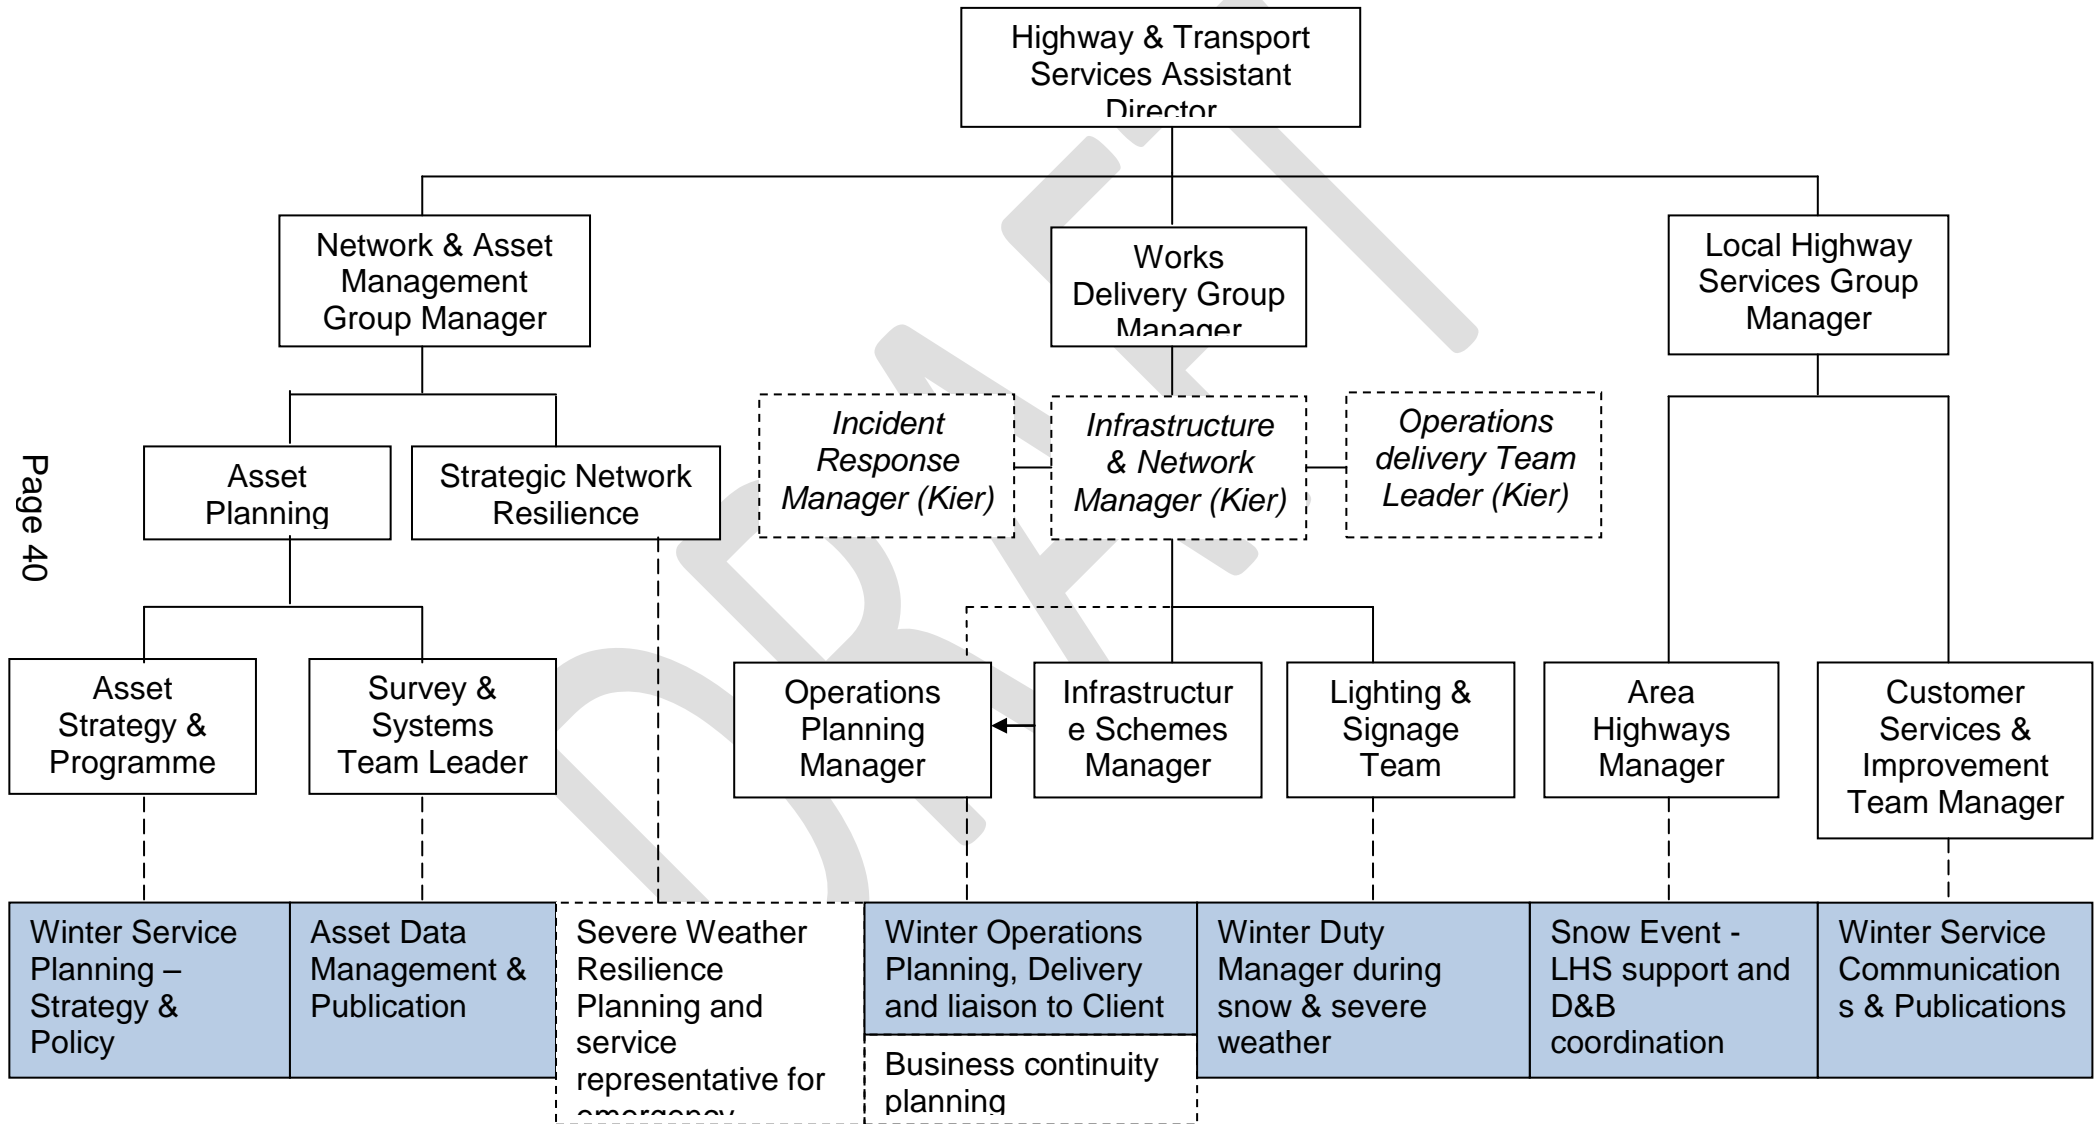 Highway & Transport
Services Assistant
Director
Network & Asset
Management
Group Manager
Works
Delivery Group
Manager
Local Highway
Services Group
Manager
Incident
Response
Manager (Kier)
Infrastructure
& Network
Manager (Kier)
Operations
delivery Team
Leader (Kier)
Asset
Planning
Strategic Network
Resilience
Page 40
Asset
Strategy &
Programme
Survey &
Systems
Team Leader
Operations
Planning
Manager
Infrastructur
e Schemes
Manager
Lighting &
Signage
Team
Area
Highways
Manager
Customer
Services &
Improvement
Team Manager
Winter Service
Planning –
Strategy &
Policy
Asset Data
Management &
Publication
Severe Weather
Resilience
Planning and
service
representative for
emergency
Winter Operations
Planning, Delivery
and liaison to Client
Business continuity
planning
Winter Duty
Manager during
snow & severe
weather
Snow Event -
LHS support and
D&B
coordination
Winter Service
Communication
s & Publications
DRAFT